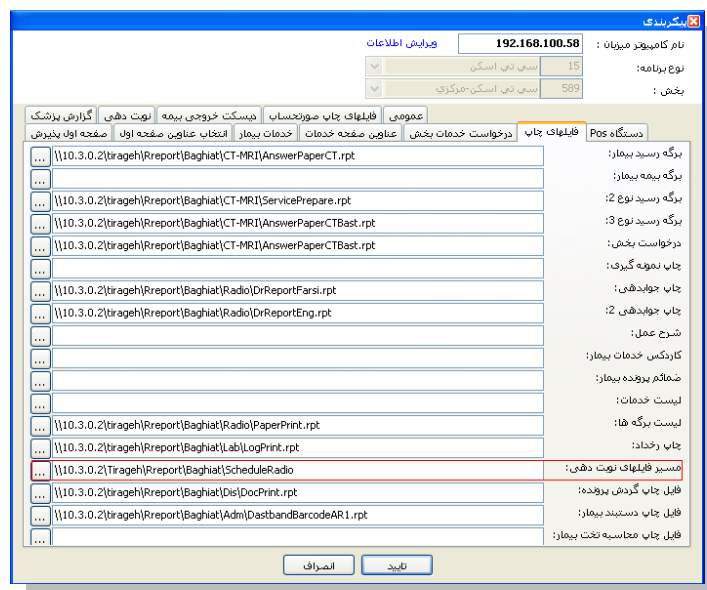 پیکربندی
نام کامپیوتر میزبان : 192.168.100.58 ویرایش اطلاعات
نوع برنامه: 15 سی تی اسکن
بخش : 589 سی تی اسکن-مرکزی
عمومی فایلهای چاپ صورتحساب دیسکت خروجی بیمه نوبت دهی گزارش پزشک
دستگاه Pos فایلهای چاپ درخواست خدمات بخش عناوین صفحه خدمات خدمات بیمار انتخاب عناوین صفحه اول صفحه اول پذیرش
برگه رسید بیمار: \\10.3.0.2\tirageh\Rreport\Baghiat\CT-MRI\AnswerPaperCT.rpt ...
برگه بیمه بیمار: ...
برگه رسید نوع 2: \\10.3.0.2\tirageh\Rreport\Baghiat\CT-MRI\ServicePrepare.rpt ...
برگه رسید نوع 3: \\10.3.0.2\tirageh\Rreport\Baghiat\CT-MRI\AnswerPaperCTBast.rpt ...
درخواست بخش: \\10.3.0.2\tirageh\Rreport\Baghiat\CT-MRI\AnswerPaperCTBast.rpt ...
چاپ نمونه گیری: ...
چاپ جوابدهی: \\10.3.0.2\tirageh\Rreport\Baghiat\Radio\DrReportFarsi.rpt ...
چاپ جوابدهی 2: \\10.3.0.2\tirageh\Rreport\Baghiat\Radio\DrReportEng.rpt ...
شرح عمل: ...
کاردکس خدمات بیمار: ...
ضمائم پرونده بیمار: ...
لیست خدمات: ...
لیست برگه ها: \\10.3.0.2\tirageh\Rreport\Baghiat\Radio\PaperPrint.rpt ...
چاپ رخداد: \\10.3.0.2\tirageh\Rreport\Baghiat\Lab\LogPrint.rpt ...
مسیر فایلهای نوبت دهی: \\10.3.0.2\Tirageh\Rreport\Baghiat\ScheduleRadio ...
فایل چاپ گردش پرونده: \\10.3.0.2\tirageh\Rreport\Baghiat\Dis\DocPrint.rpt ...
فایل چاپ دستبند بیمار: \\10.3.0.2\tirageh\Rreport\Baghiat\Adm\DastbandBarcodeAR1.rpt ...
فایل چاپ محاسبه تخت بیمار: ...
تایید انصراف